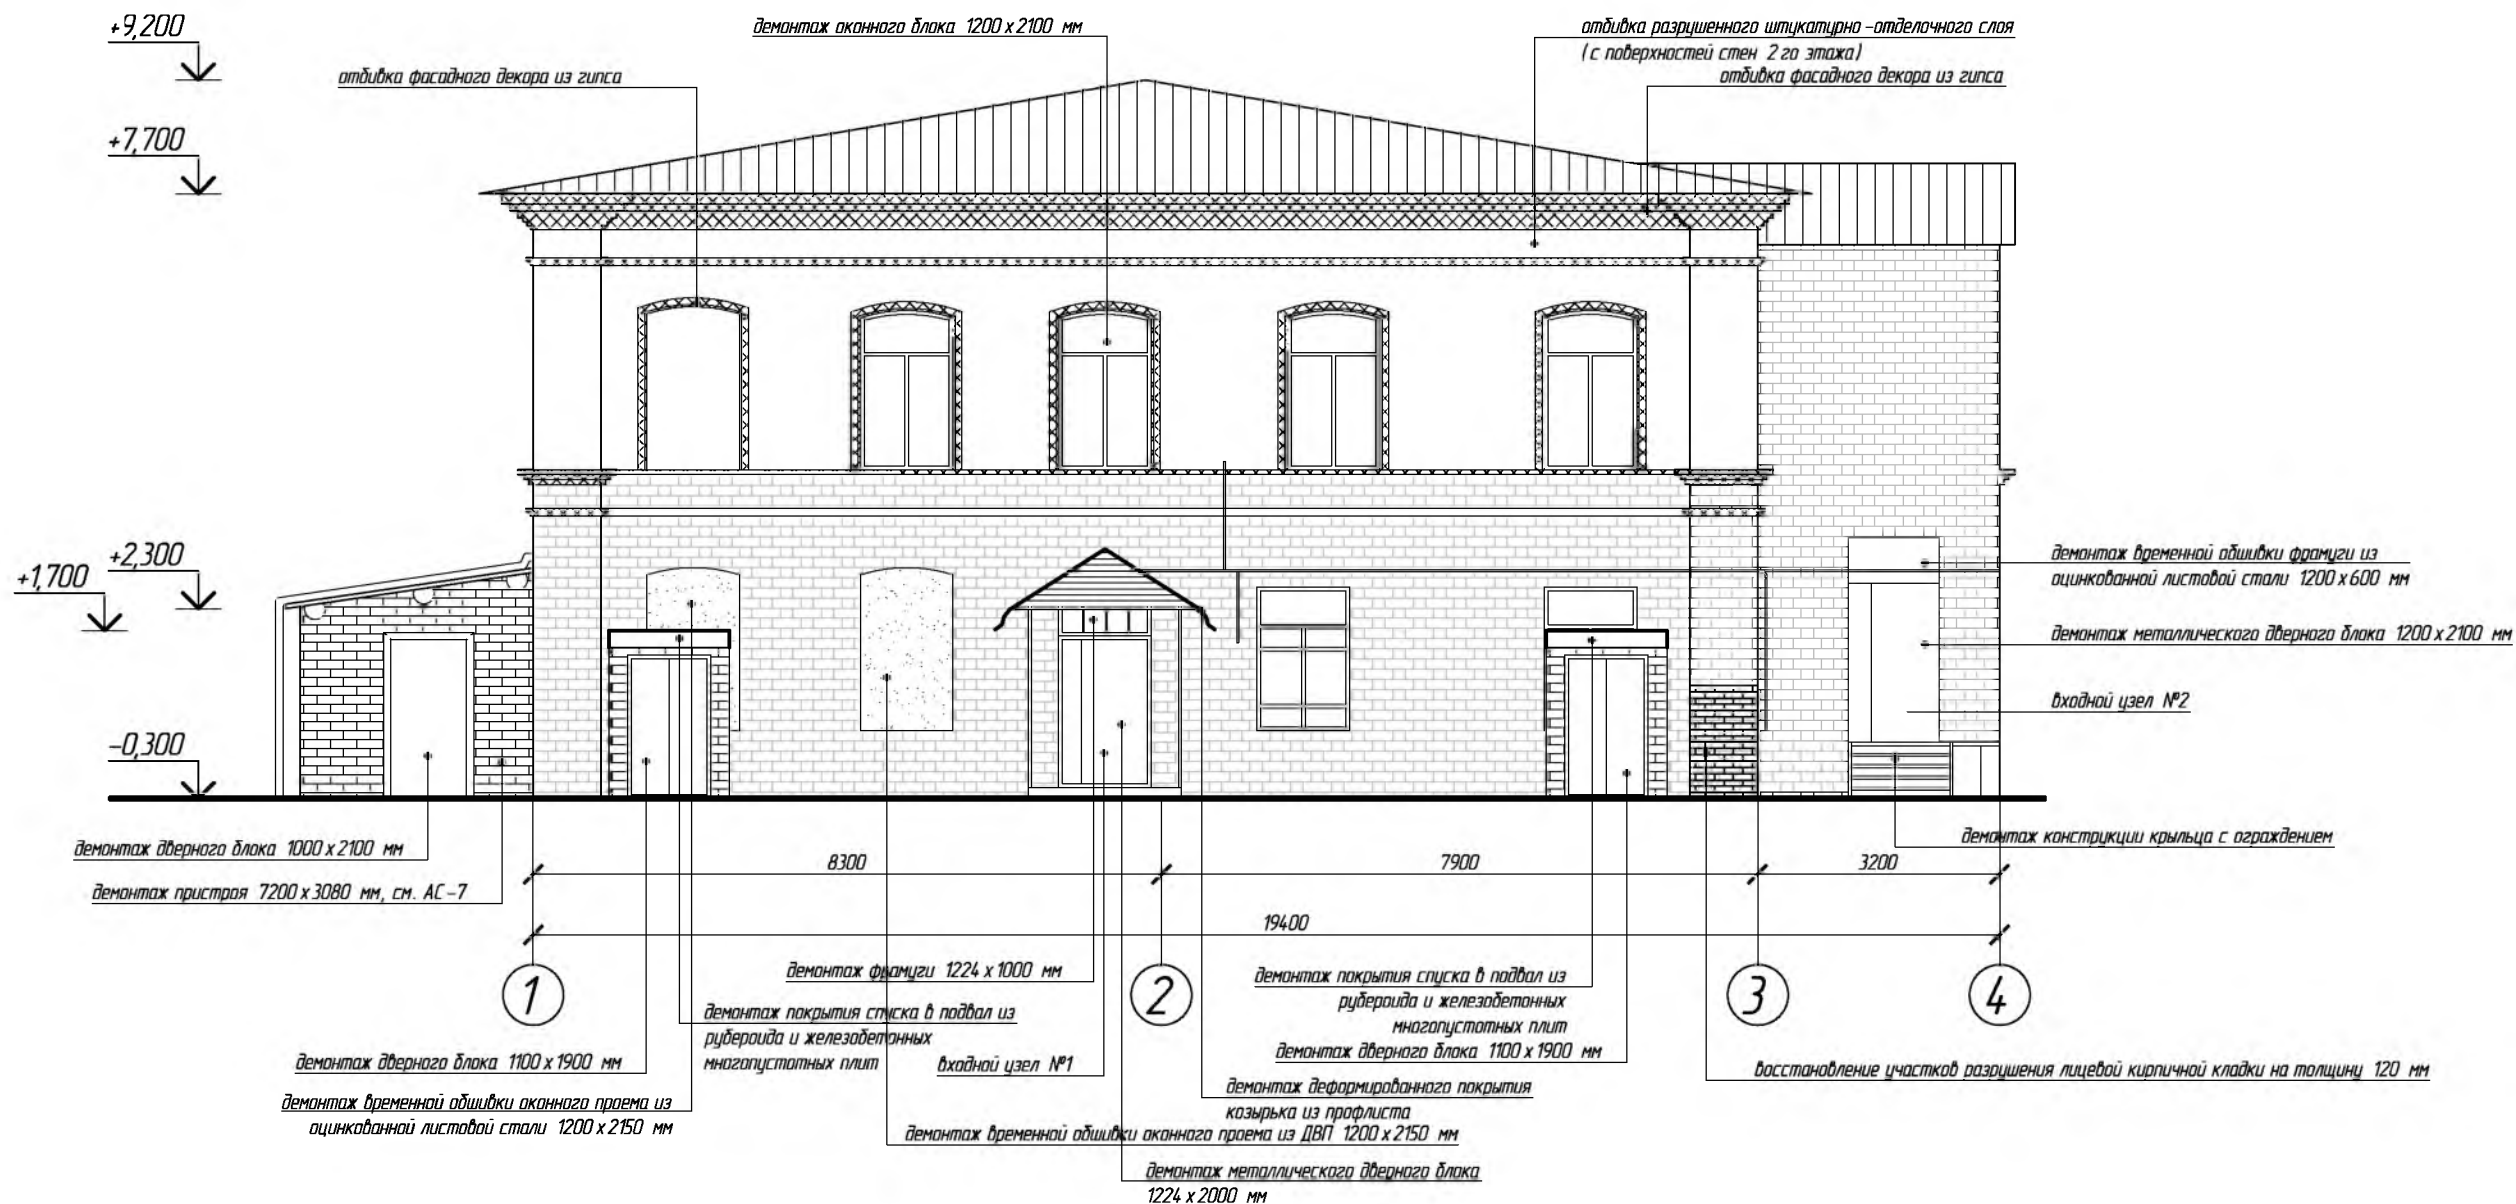 +9,200
демонтаж оконного блока 1200 x 2100 мм
отбивка разрушенного штукатурно-отделочного слоя
(с поверхностей стен 2 го этажа)
отбивка фасадного декора из гипса
отбивка фасадного декора из гипса
+7,700
+2,300
+1,700
демонтаж временной обшивки фрамуги из
оцинкованной листовой стали 1200 x 600 мм
демонтаж металлического дверного блока 1200 x 2100 мм
входной узел №2
-0,300
демонтаж дверного блока 1000 x 2100 мм
демонтаж конструкции крыльца с ограждением
8300
7900
3200
демонтаж пристроя 7200 x 3080 мм, см. АС-7
19400
1
2
3
4
демонтаж фрамуги 1224 x 1000 мм
демонтаж покрытия спуска в подвал из
рубероида и железобетонных
многопустотных плит
демонтаж покрытия спуска в подвал из
рубероида и железобетонных
многопустотных плит
демонтаж дверного блока 1100 x 1900 мм
входной узел №1
демонтаж дверного блока 1100 x 1900 мм
восстановление участков разрушения лицевой кирпичной кладки на толщину 120 мм
демонтаж деформированного покрытия
козырька из профлиста
демонтаж временной обшивки оконного проема из
оцинкованной листовой стали 1200 x 2150 мм
демонтаж временной обшивки оконного проема из ДВП 1200 x 2150 мм
демонтаж металлического дверного блока
1224 x 2000 мм